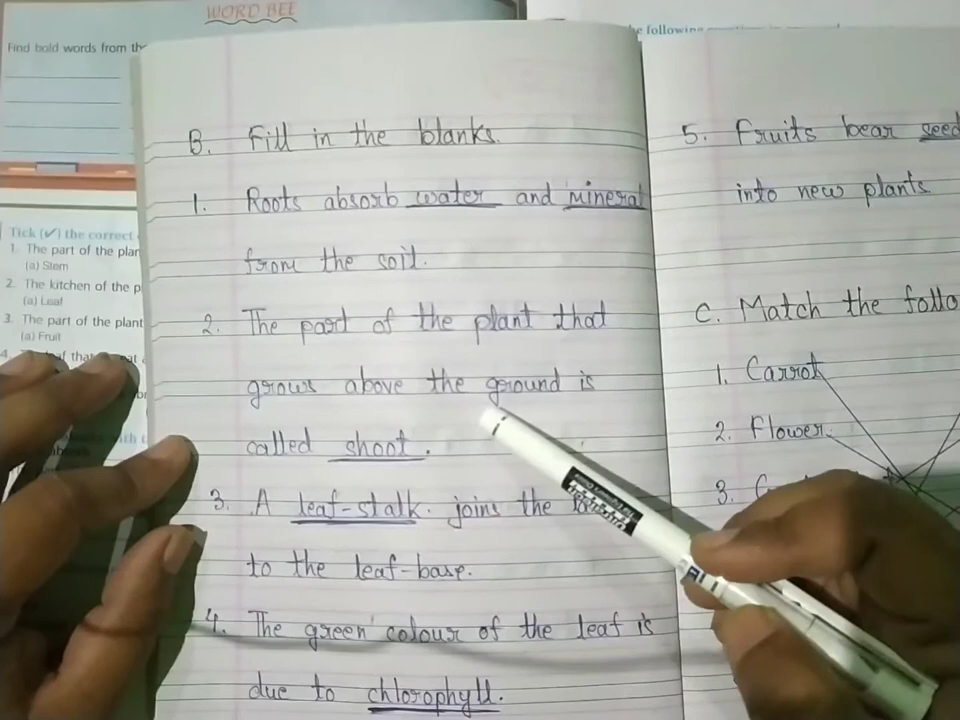 WORD BEE
Find bold words from the
Tick (✔) the correct
1. The part of the plan
(a) Stem
2. The kitchen of the p
(a) Leaf
3. The part of the plant
(a) Fruit
4.
B. Fill in the blanks.
1. Roots absorb water and mineral
from the soil.
2. The part of the plant that
grows above the ground is
called shoot.
3. A leaf-stalk. joins the
to the leaf-base.
4. The green colour of the leaf is
due to chlorophyll.
e following
5. Fruits bear seed
into new plants
C. Match the follo
1. Carrot
2. Flower
3.